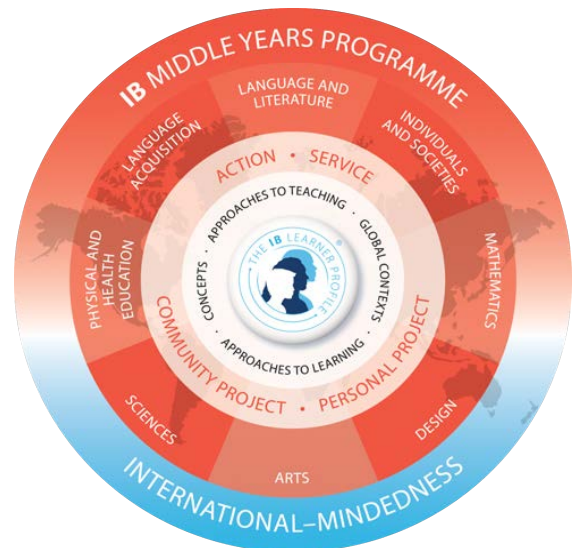 IB MIDDLE YEARS PROGRAMME
LANGUAGE AND
LITERATURE
INDIVIDUALS
AND SOCIETIES
MATHEMATICS
DESIGN
ARTS
SCIENCES
PHYSICAL AND
HEALTH
EDUCATION
LANGUAGE
ACQUISITION
ACTION • SERVICE
PERSONAL PROJECT
COMMUNITY PROJECT •
APPROACHES TO TEACHING ·
GLOBAL CONTEXTS
APPROACHES TO LEARNING ·
· CONCEPTS ·
THE IB LEARNER PROFILE ®
INTERNATIONAL–MINDEDNESS